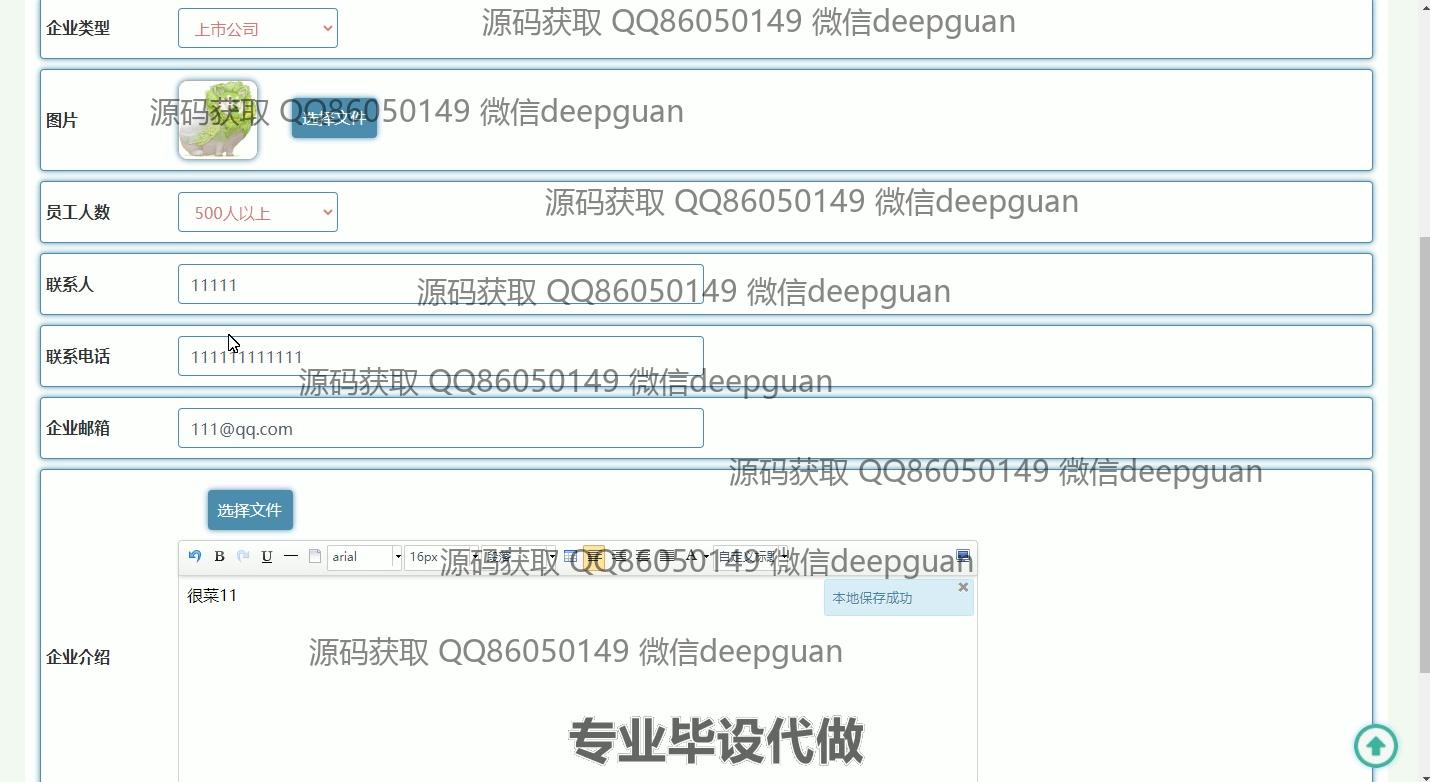 企业类型 上市公司 源码获取 QQ86050149 微信deepguan
图片 选择文件 源码获取 QQ86050149 微信deepguan
员工人数 500人以上 源码获取 QQ86050149 微信deepguan
联系人 11111 源码获取 QQ86050149 微信deepguan
联系电话 111111111111
源码获取 QQ86050149 微信deepguan
企业邮箱 111@qq.com
源码获取 QQ86050149 微信deepguan
选择文件
B U arial 16px 段落 A 自定义标题
源码获取 QQ86050149 微信deepguan
很菜11 本地保存成功
企业介绍 源码获取 QQ86050149 微信deepguan
专业毕设代做